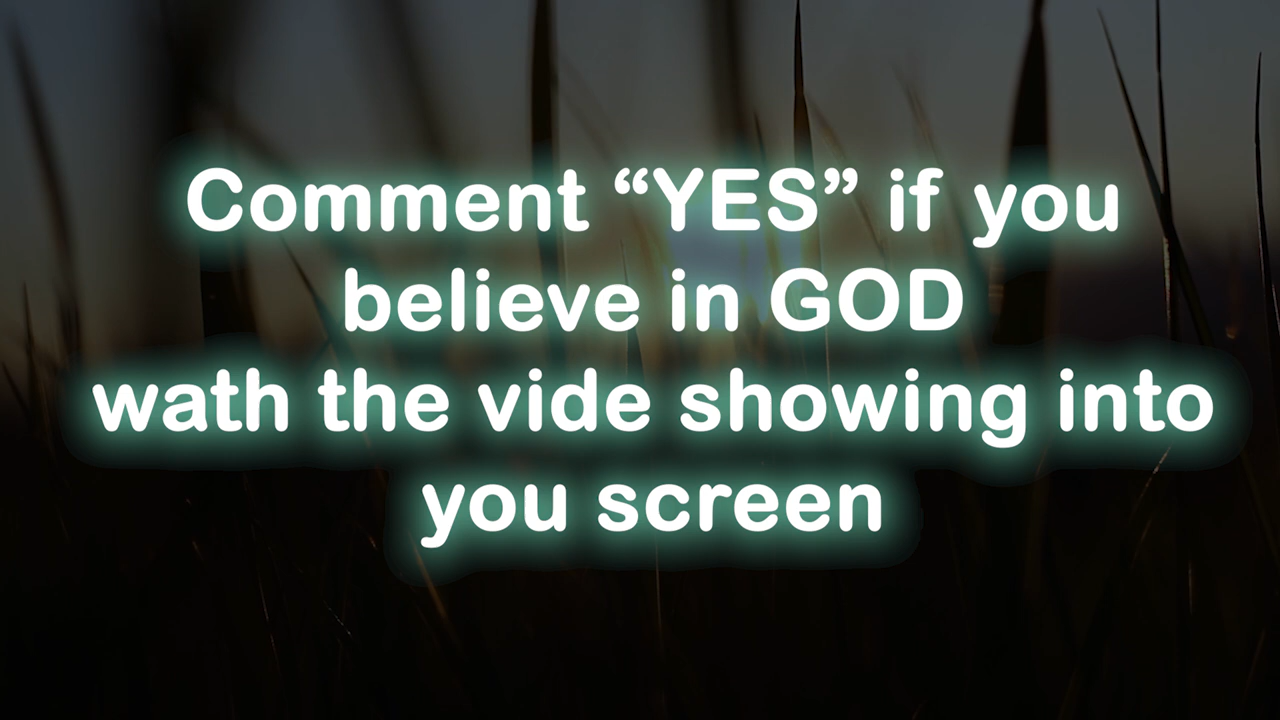 Comment “YES” if you
believe in GOD
wath the vide showing into
you screen